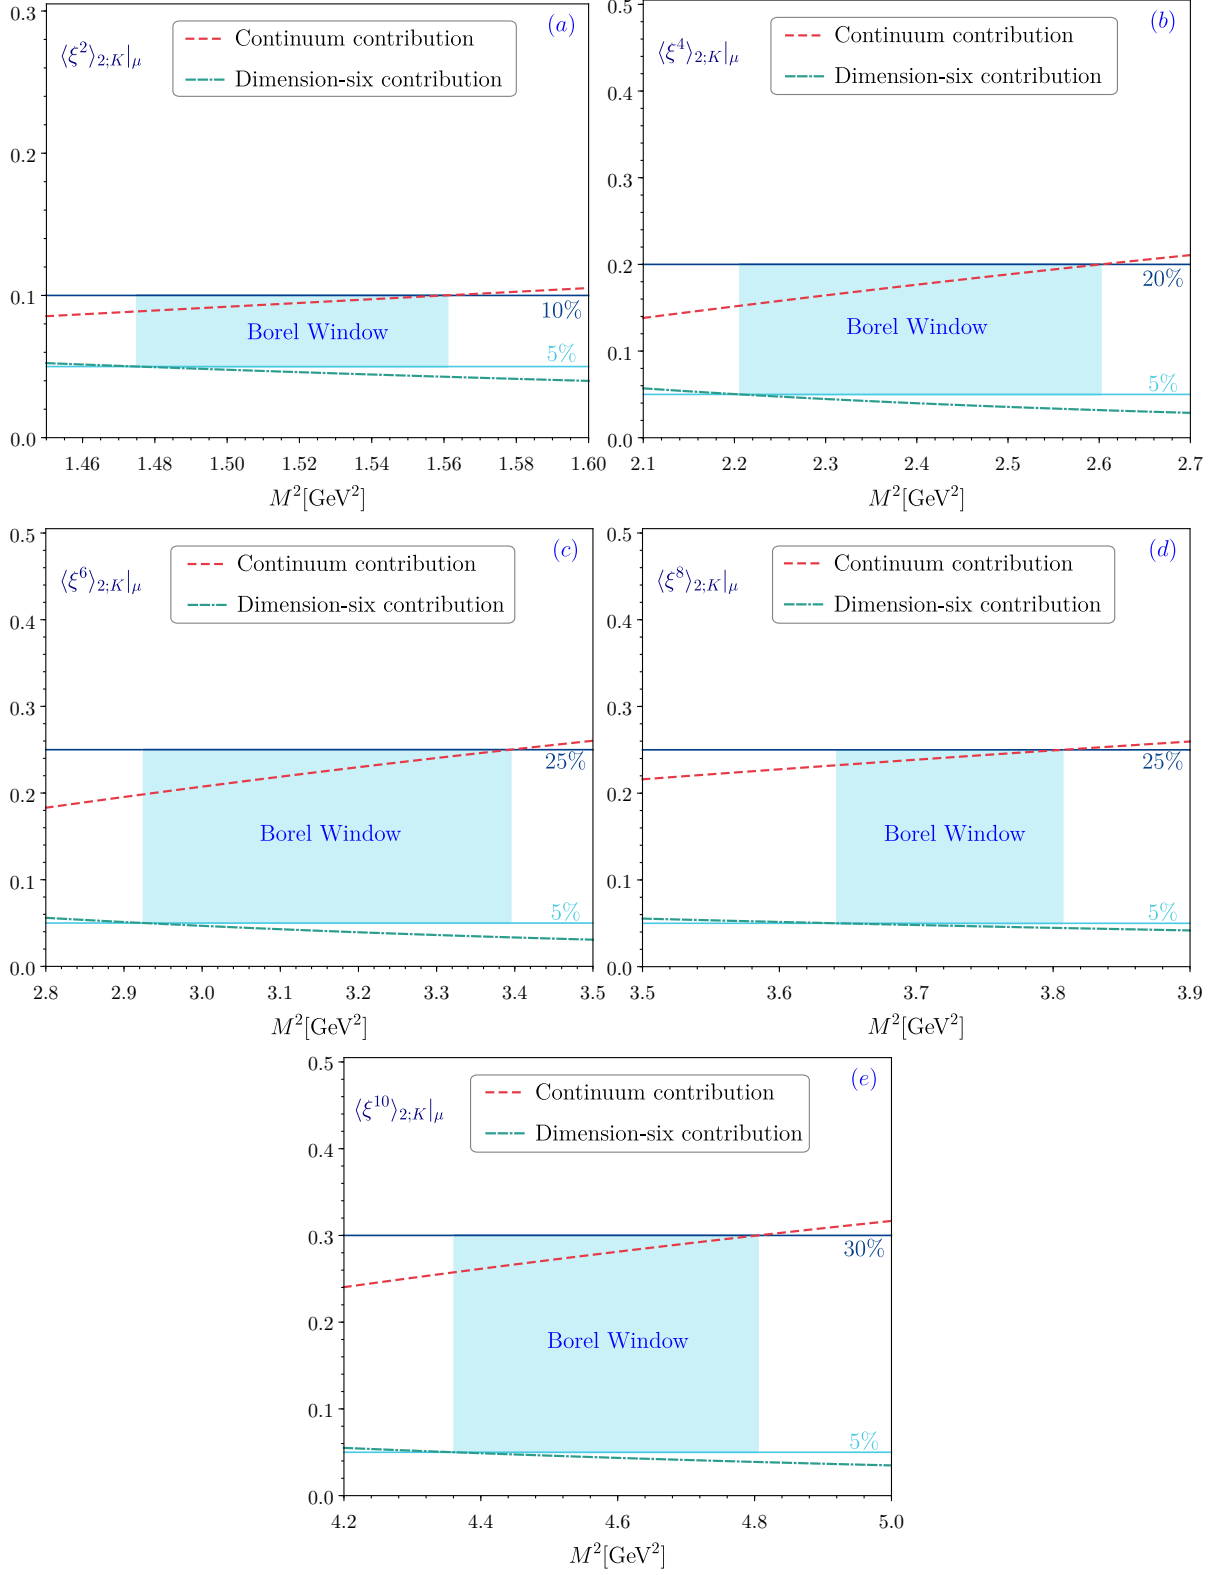 (a)
⟨ξ²⟩₂;K|μ
Continuum contribution
Dimension-six contribution
0.3
0.2
0.1
0.0
10%
Borel Window
5%
1.46 1.48 1.50 1.52 1.54 1.56 1.58 1.60
M²[GeV²]
(b)
⟨ξ⁴⟩₂;K|μ
Continuum contribution
Dimension-six contribution
0.5
0.4
0.3
0.2
0.1
0.0
20%
Borel Window
5%
2.1 2.2 2.3 2.4 2.5 2.6 2.7
M²[GeV²]
(c)
⟨ξ⁶⟩₂;K|μ
Continuum contribution
Dimension-six contribution
0.5
0.4
0.3
0.2
0.1
0.0
25%
Borel Window
5%
2.8 2.9 3.0 3.1 3.2 3.3 3.4 3.5
M²[GeV²]
(d)
⟨ξ⁸⟩₂;K|μ
Continuum contribution
Dimension-six contribution
0.5
0.4
0.3
0.2
0.1
0.0
25%
Borel Window
5%
3.5 3.6 3.7 3.8 3.9
M²[GeV²]
(e)
⟨ξ¹⁰⟩₂;K|μ
Continuum contribution
Dimension-six contribution
0.5
0.4
0.3
0.2
0.1
0.0
30%
Borel Window
5%
4.2 4.4 4.6 4.8 5.0
M²[GeV²]